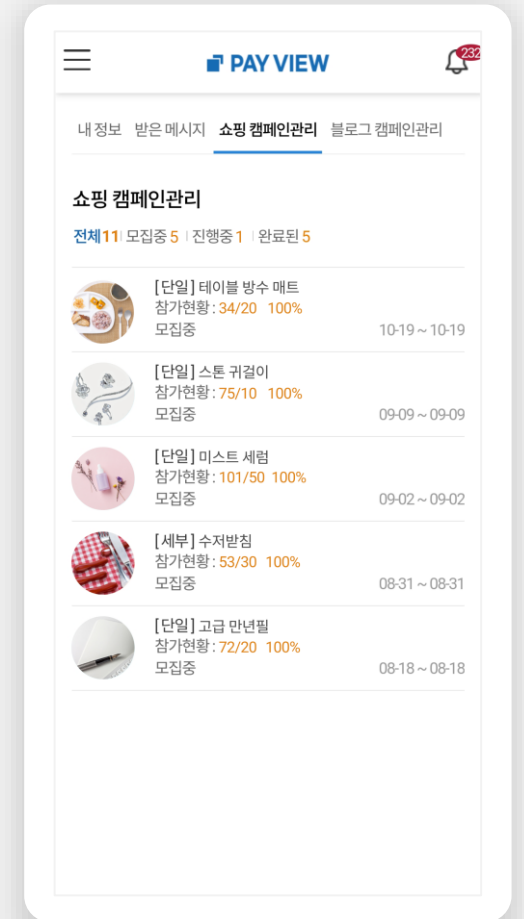 PAY VIEW 232
내 정보 받은 메시지 쇼핑 캠페인관리 블로그 캠페인관리
쇼핑 캠페인관리
전체 11 | 모집중 5 | 진행중 1 | 완료된 5
[단일] 테이블 방수 매트
참가현황 : 34/20 100%
모집중 10-19 ~ 10-19
[단일] 스톤 귀걸이
참가현황 : 75/10 100%
모집중 09-09 ~ 09-09
[단일] 미스트 세럼
참가현황 : 101/50 100%
모집중 09-02 ~ 09-02
[세부] 수저받침
참가현황 : 53/30 100%
모집중 08-31 ~ 08-31
[단일] 고급 만년필
참가현황 : 72/20 100%
모집중 08-18 ~ 08-18